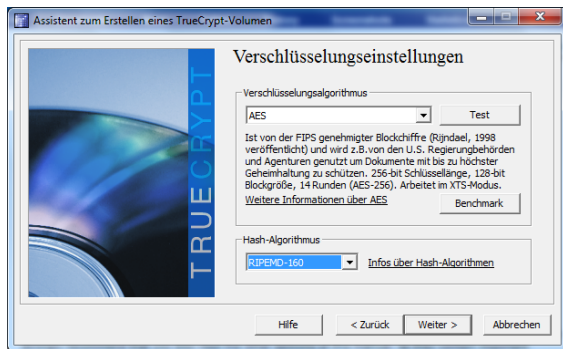 Assistent zum Erstellen eines TrueCrypt-Volumen
TRUECRYPT
Verschlüsselungseinstellungen
Verschlüsselungsalgorithmus
AES
Test
Ist von der FIPS genehmigter Blockchiffre (Rijndael, 1998
veröffentlicht) und wird z.B.von den U.S. Regierungbehörden
und Agenturen genutzt um Dokumente mit bis zu höchster
Geheimhaltung zu schützen. 256-bit Schlüssellänge, 128-bit
Blockgröße, 14 Runden (AES-256). Arbeitet im XTS-Modus.
Weitere Informationen über AES
Benchmark
Hash-Algorithmus
RIPEMD-160
Infos über Hash-Algorithmen
Hilfe
< Zurück
Weiter >
Abbrechen